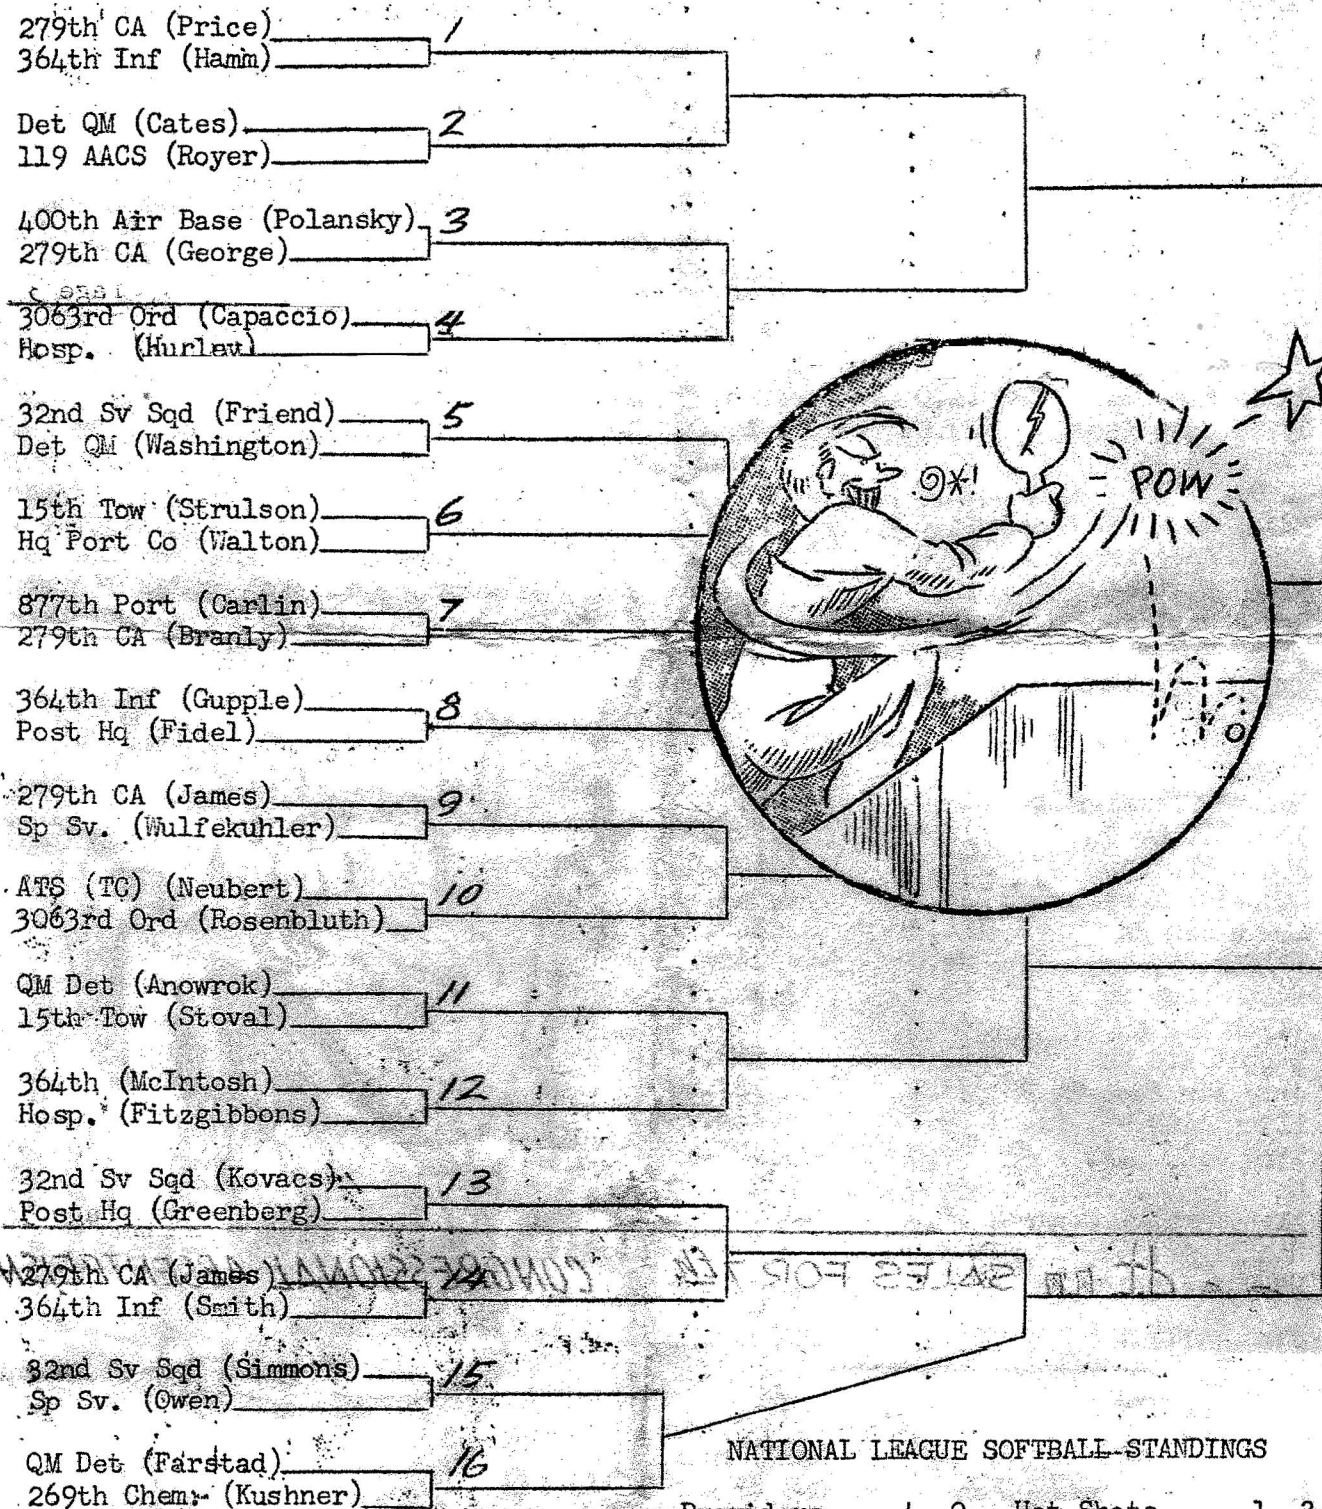 279th CA (Price) 1
364th Inf (Hamm)
Det QM (Cates) 2
119 AACS (Royer)
400th Air Base (Polansky) 3
279th CA (George)
3063rd Ord (Capaccio) 4
Hosp. (Hurley)
32nd Sv Sqd (Friend) 5
Det QM (Washington)
@*!
POW
15th Tow (Strulson) 6
Hq Port Co (Walton)
877th Port (Carlin) 7
279th CA (Branly)
364th Inf (Gupple) 8
Post Hq (Fidel)
279th CA (James) 9
Sp Sv. (Wulfekuhler)
ATS (TC) (Neubert) 10
3063rd Ord (Rosenbluth)
QM Det (Anowrok) 11
15th Tow (Stoval)
364th (McIntosh) 12
Hosp. (Fitzgibbons)
32nd Sv Sqd (Kovacs) 13
Post Hq (Greenberg)
279th CA (James) 14
364th Inf (Smith)
32nd Sv Sqd (Simmons) 15
Sp Sv. (Owen)
QM Det (Farstad) 16
269th Chem. (Kushner)
NATIONAL LEAGUE SOFTBALL STANDINGS
Hot Shots